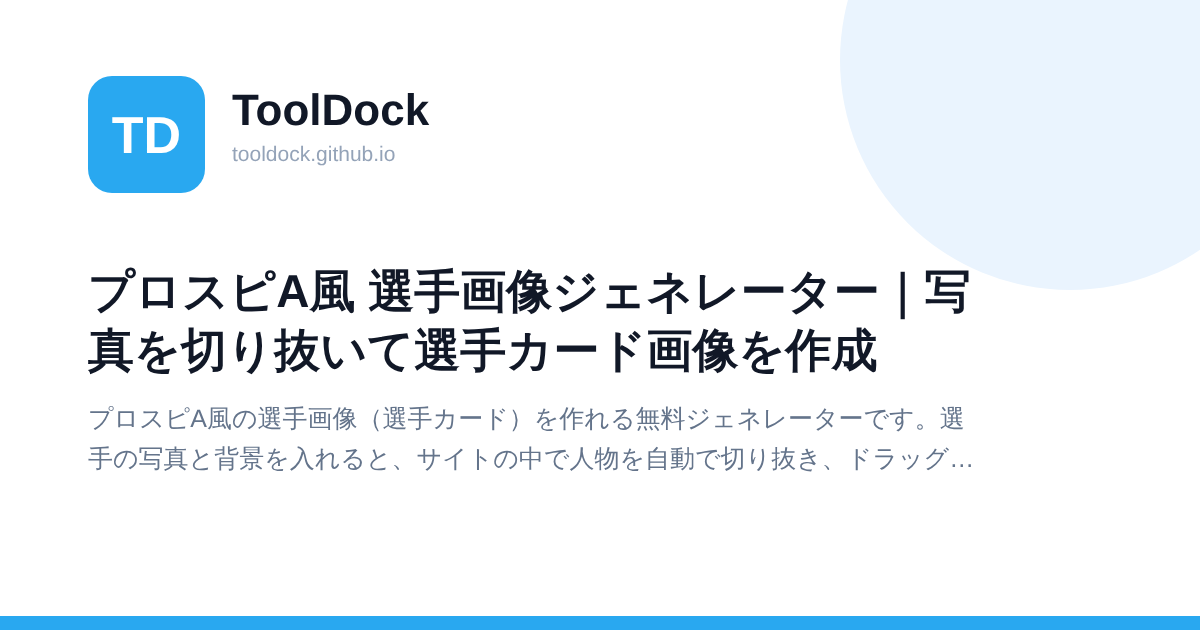 TD
ToolDock
tooldock.github.io
プロスピA風 選手画像ジェネレーター｜写
真を切り抜いて選手カード画像を作成
プロスピA風の選手画像（選手カード）を作れる無料ジェネレーターです。選
手の写真と背景を入れると、サイトの中で人物を自動で切り抜き、ドラッグ…